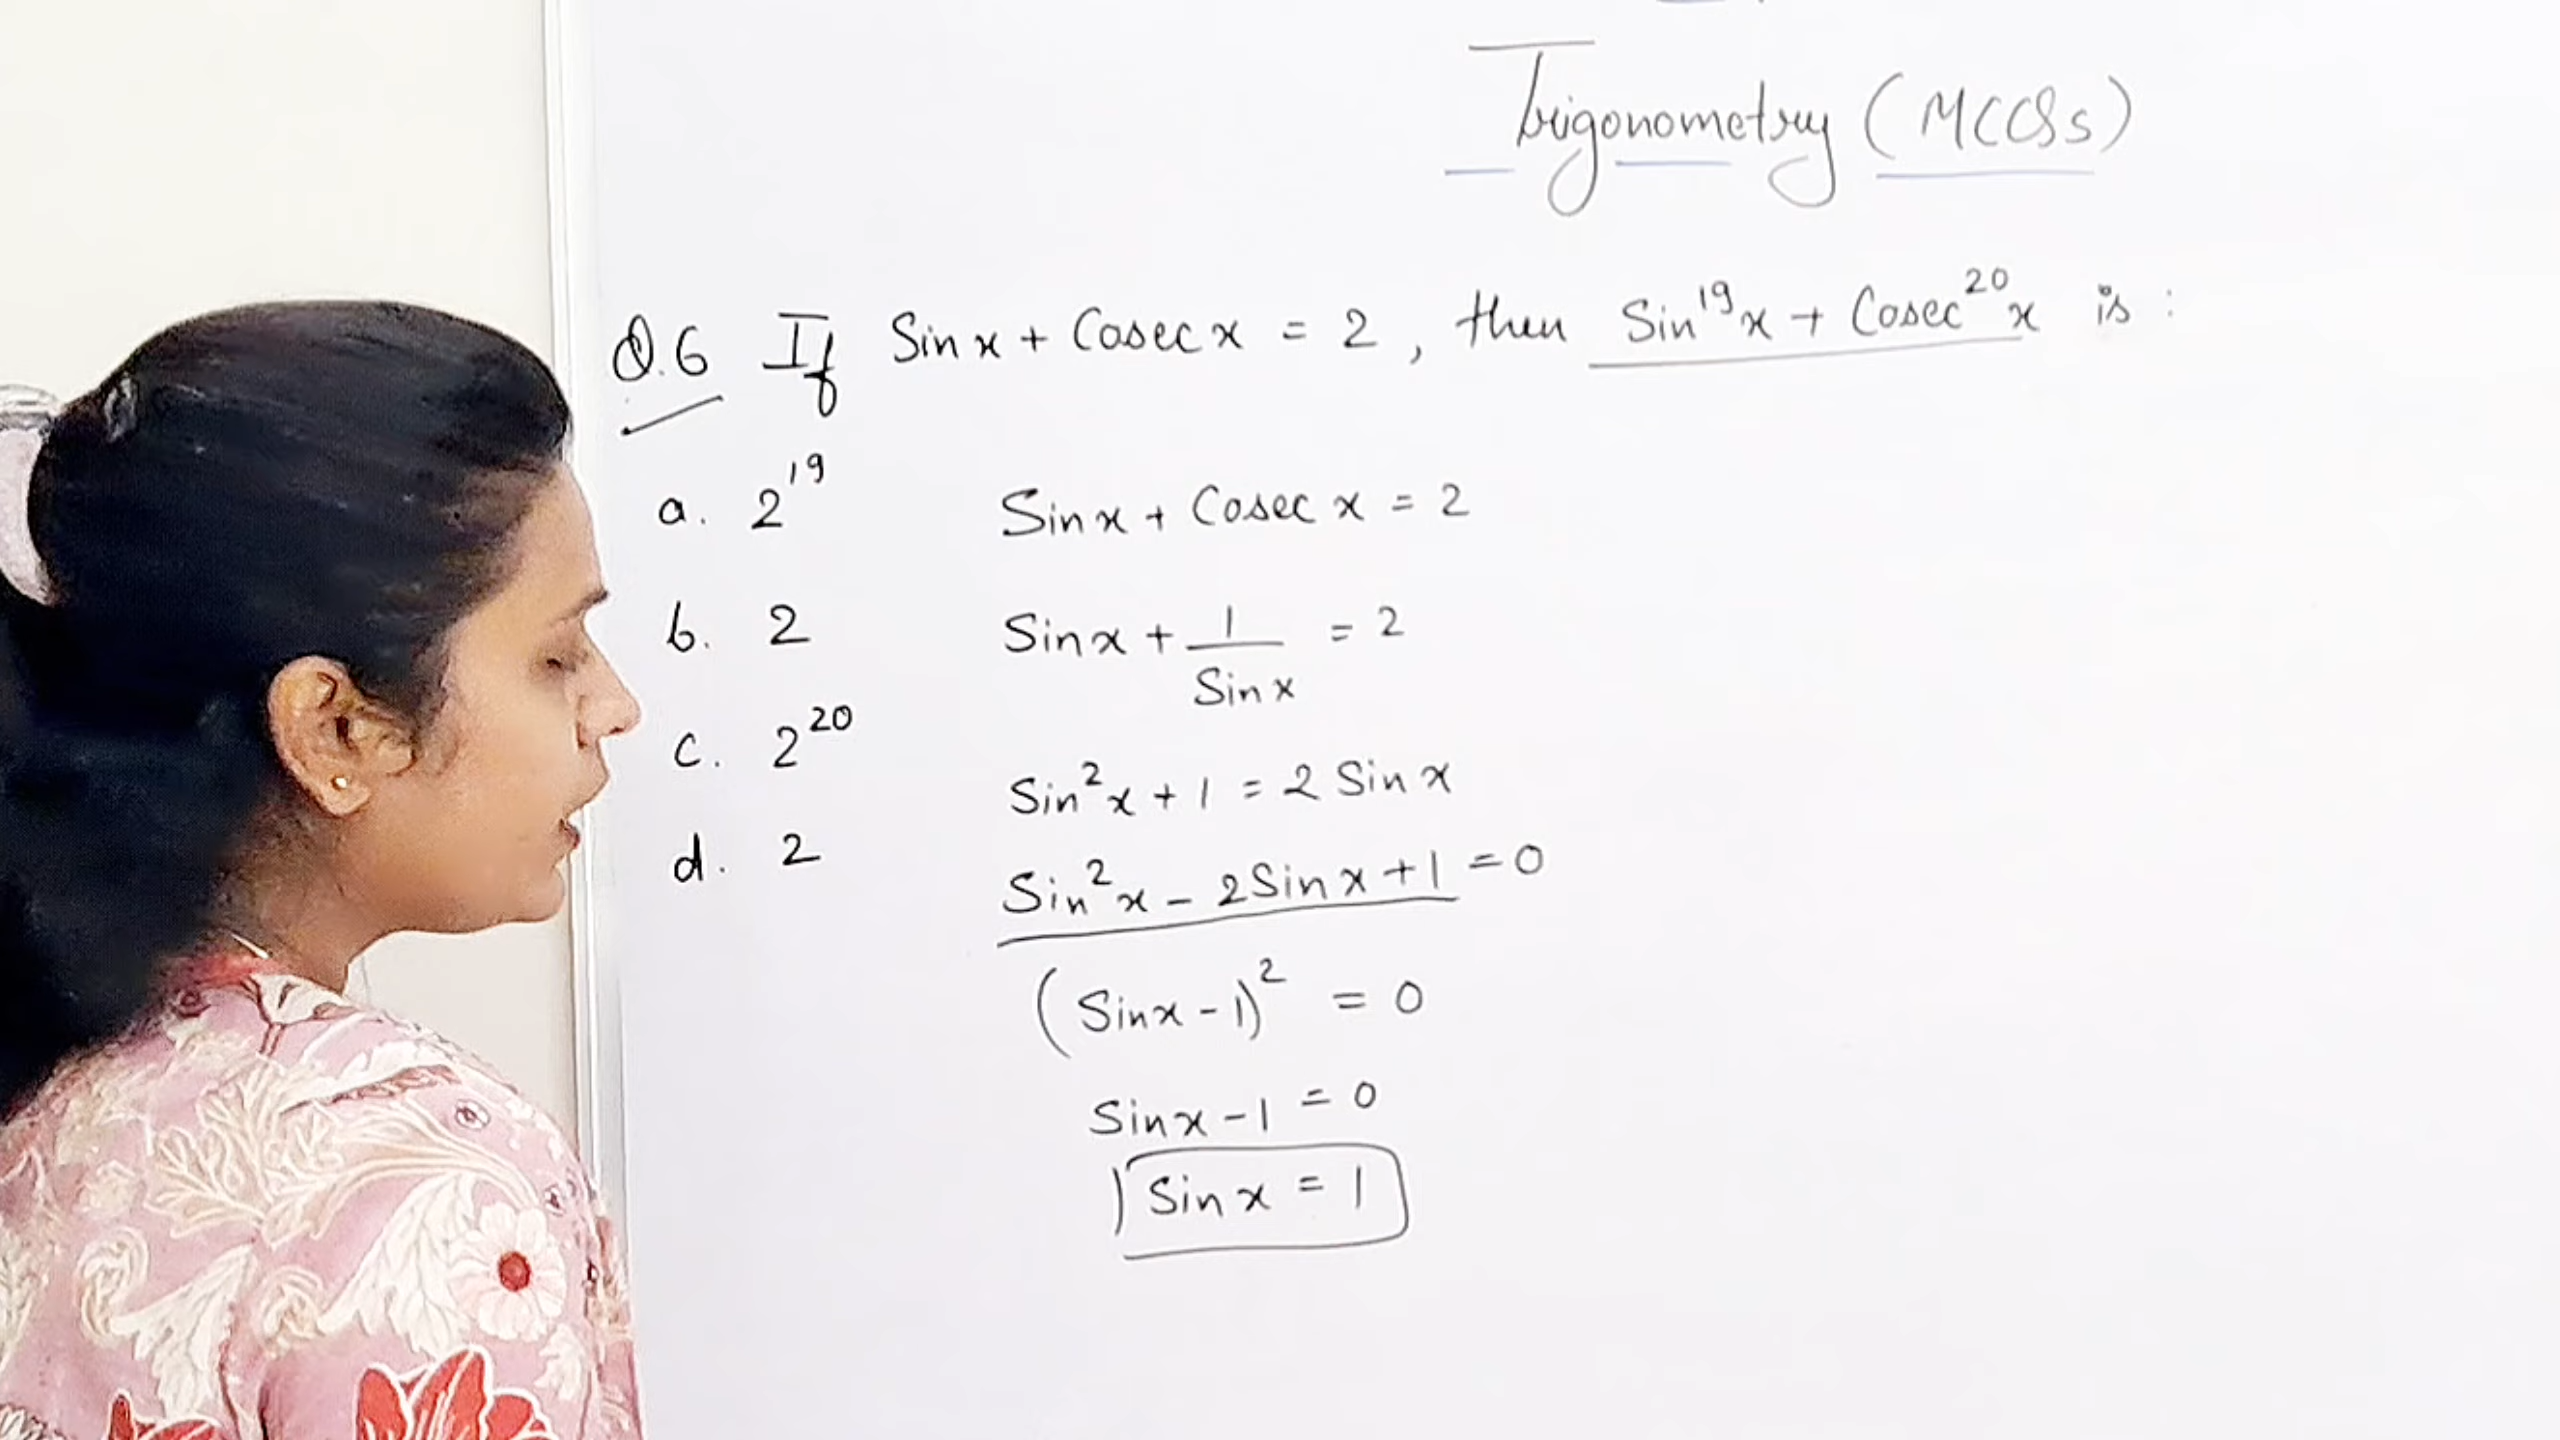 Trigonometry (MCQs)
Q.6 If Sin x + Cosec x = 2, then Sin¹⁹x + Cosec²⁰x is :
a. 2¹⁹
b. 2
c. 2²⁰
d. 2
Sin x + Cosec x = 2
Sin x + 1/Sin x = 2
Sin²x + 1 = 2 Sin x
Sin²x - 2 Sin x + 1 = 0
(Sin x - 1)² = 0
Sin x - 1 = 0
Sin x = 1